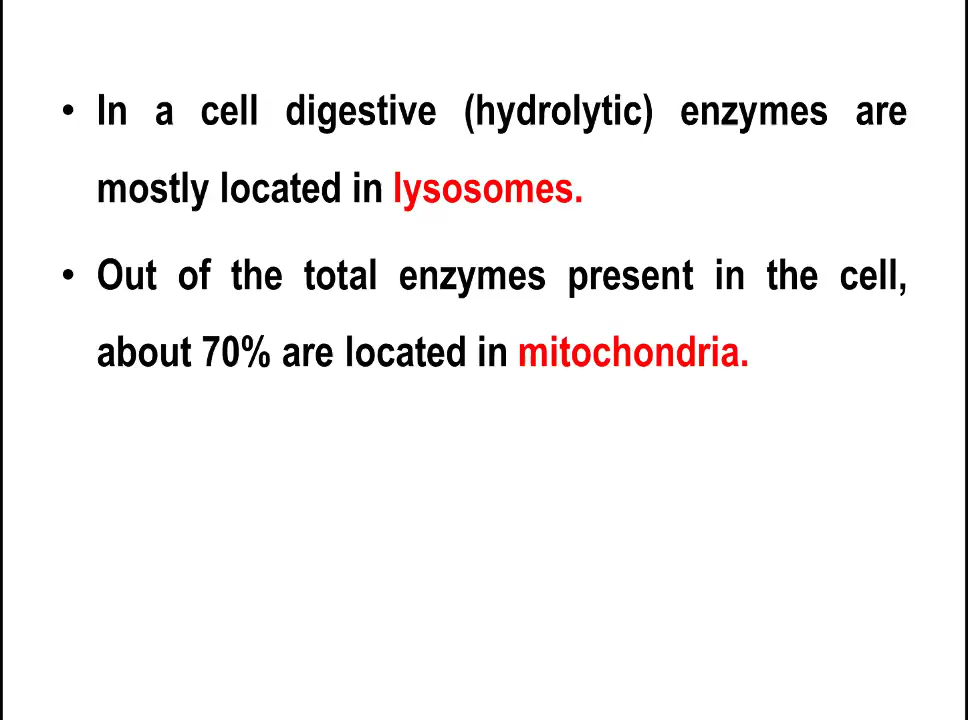 • In a cell digestive (hydrolytic) enzymes are
mostly located in lysosomes.
• Out of the total enzymes present in the cell,
about 70% are located in mitochondria.